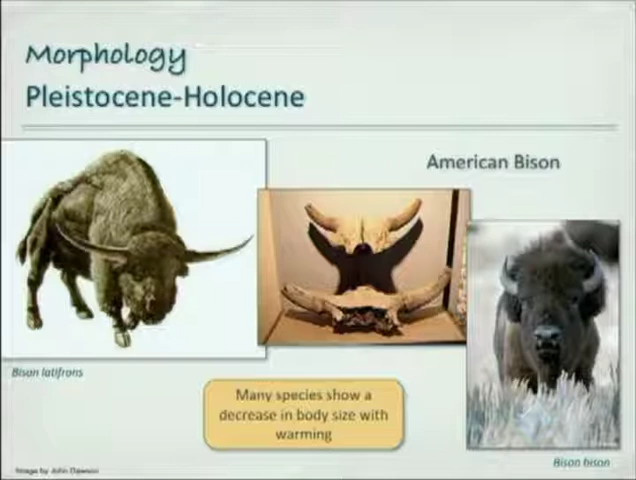 Morphology
Pleistocene-Holocene
American Bison
Bison latifrons
Many species show a
decrease in body size with
warming
Bison bison
Image by John Dawson